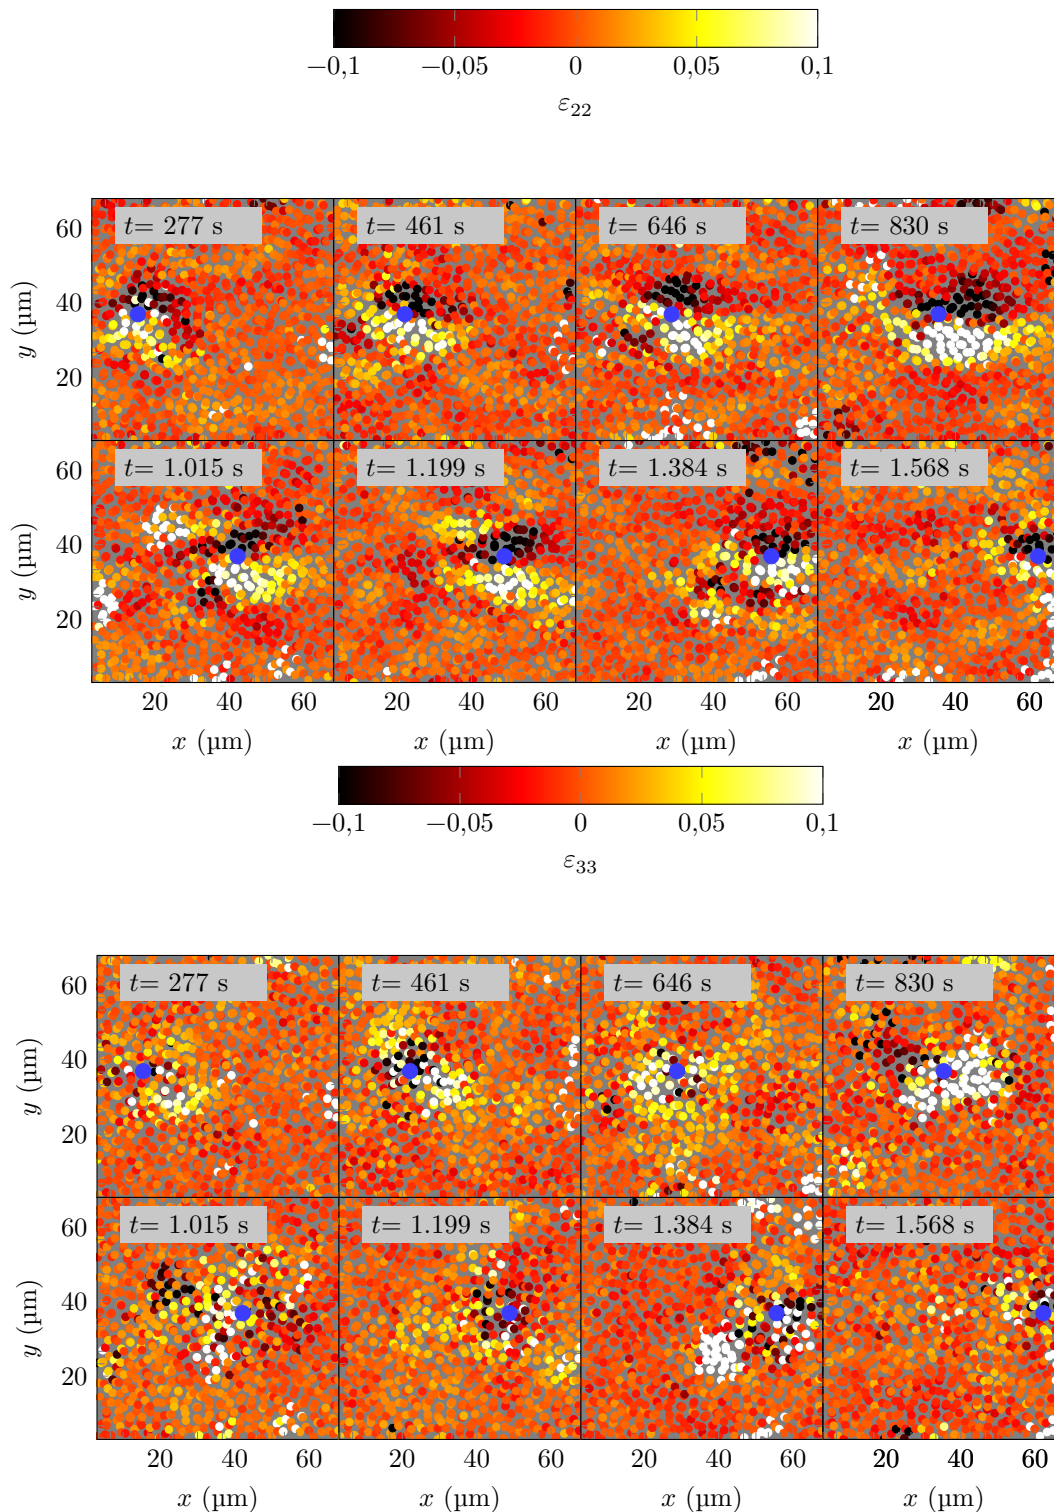 −0,1 −0,05 0 0,05 0,1
ε22
t= 277 s t= 461 s t= 646 s t= 830 s
60
40
20
y (µm)
t= 1.015 s t= 1.199 s t= 1.384 s t= 1.568 s
60
40
20
y (µm)
20 40 60 20 40 60 20 40 60 20 40 60
x (µm) x (µm) x (µm) x (µm)
−0,1 −0,05 0 0,05 0,1
ε33
t= 277 s t= 461 s t= 646 s t= 830 s
60
40
20
y (µm)
t= 1.015 s t= 1.199 s t= 1.384 s t= 1.568 s
60
40
20
y (µm)
20 40 60 20 40 60 20 40 60 20 40 60
x (µm) x (µm) x (µm) x (µm)